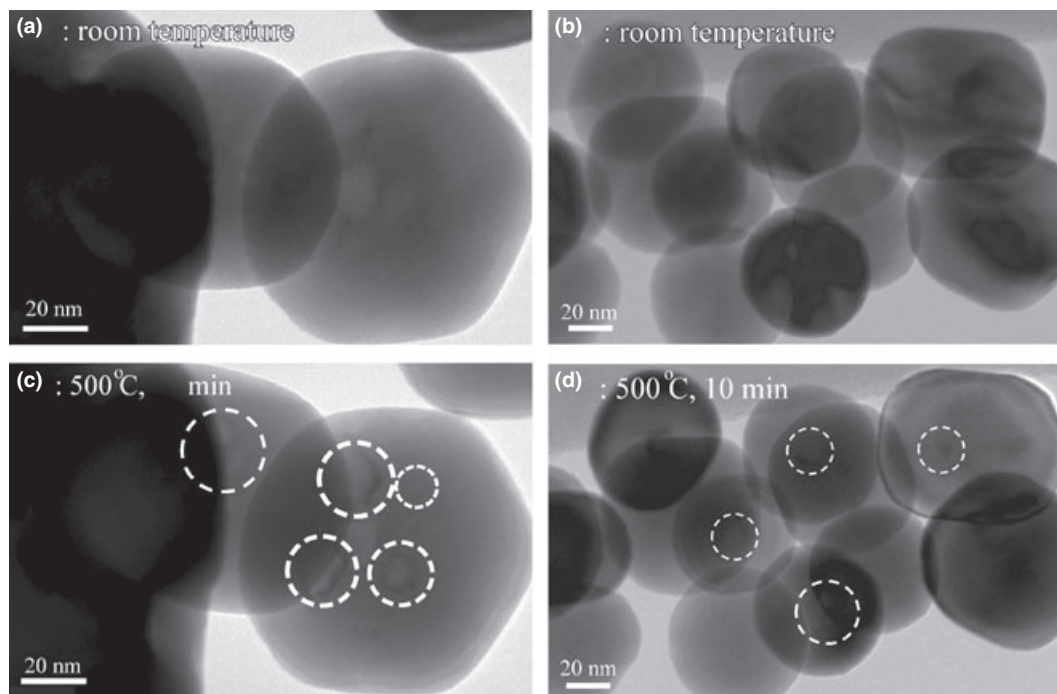 (a) : room temperature
20 nm
(b) : room temperature
20 nm
(c) : 500°C, min
20 nm
(d) : 500°C, 10 min
20 nm